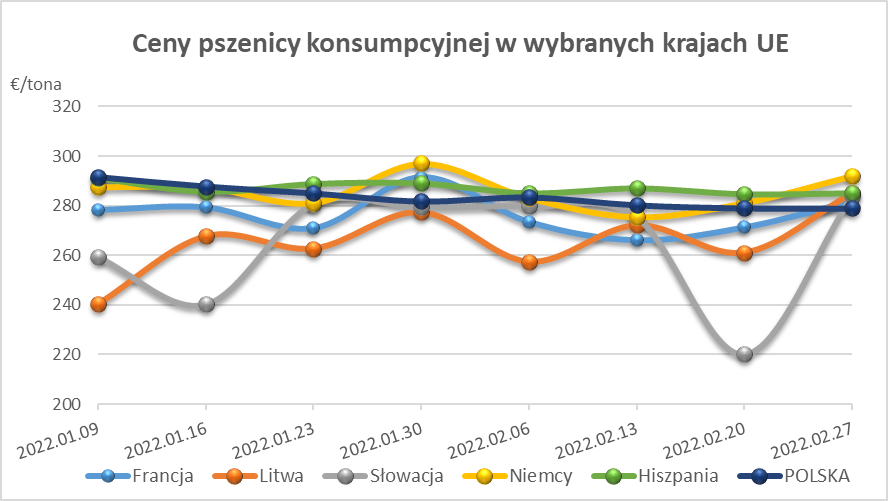 Ceny pszenicy konsumpcyjnej w wybranych krajach UE
€/tona
320
300
280
260
240
220
200
2022.01.09 2022.01.16 2022.01.23 2022.01.30 2022.02.06 2022.02.13 2022.02.20 2022.02.27
Francja Litwa Słowacja Niemcy Hiszpania POLSKA